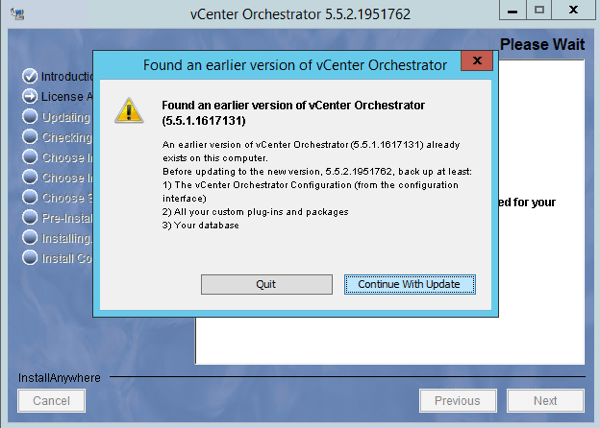 vCenter Orchestrator 5.5.2.1951762
Please Wait
Found an earlier version of vCenter Orchestrator
Introduction
License A
Updating
Checking
Choose I
Choose I
Choose S
Pre-Instal
Installing.
Install Co
Found an earlier version of vCenter Orchestrator
(5.5.1.1617131)
An earlier version of vCenter Orchestrator (5.5.1.1617131) already
exists on this computer.
Before updating to the new version, 5.5.2.1951762, back up at least:
1) The vCenter Orchestrator Configuration (from the configuration
interface)
2) All your custom plug-ins and packages
3) Your database
ed for your
Quit
Continue With Update
InstallAnywhere
Cancel
Previous
Next